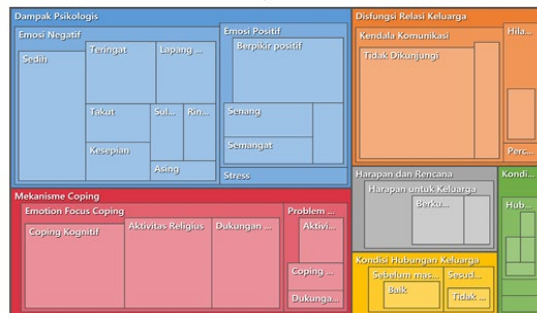 Dampak Psikologis
Emosi Negatif
Sedih
Teringat
Lapang ...
Takut
Sul...
Rin...
Kesepian
Asing
Emosi Positif
Berpikir positif
Senang
Semangat
Stress
Disfungsi Relasi Keluarga
Kendala Komunikasi
Tidak Dikunjungi
Hila...
Perc...
Mekanisme Coping
Emotion Focus Coping
Coping Kognitif
Aktivitas Religius
Dukungan ...
Problem ...
Aktivi...
Coping ...
Dukunga...
Harapan dan Rencana
Harapan untuk Keluarga
Berku...
Kondi...
Hub...
Kondisi Hubungan Keluarga
Sebelum mas...
Baik
Sesud...
Tidak ...